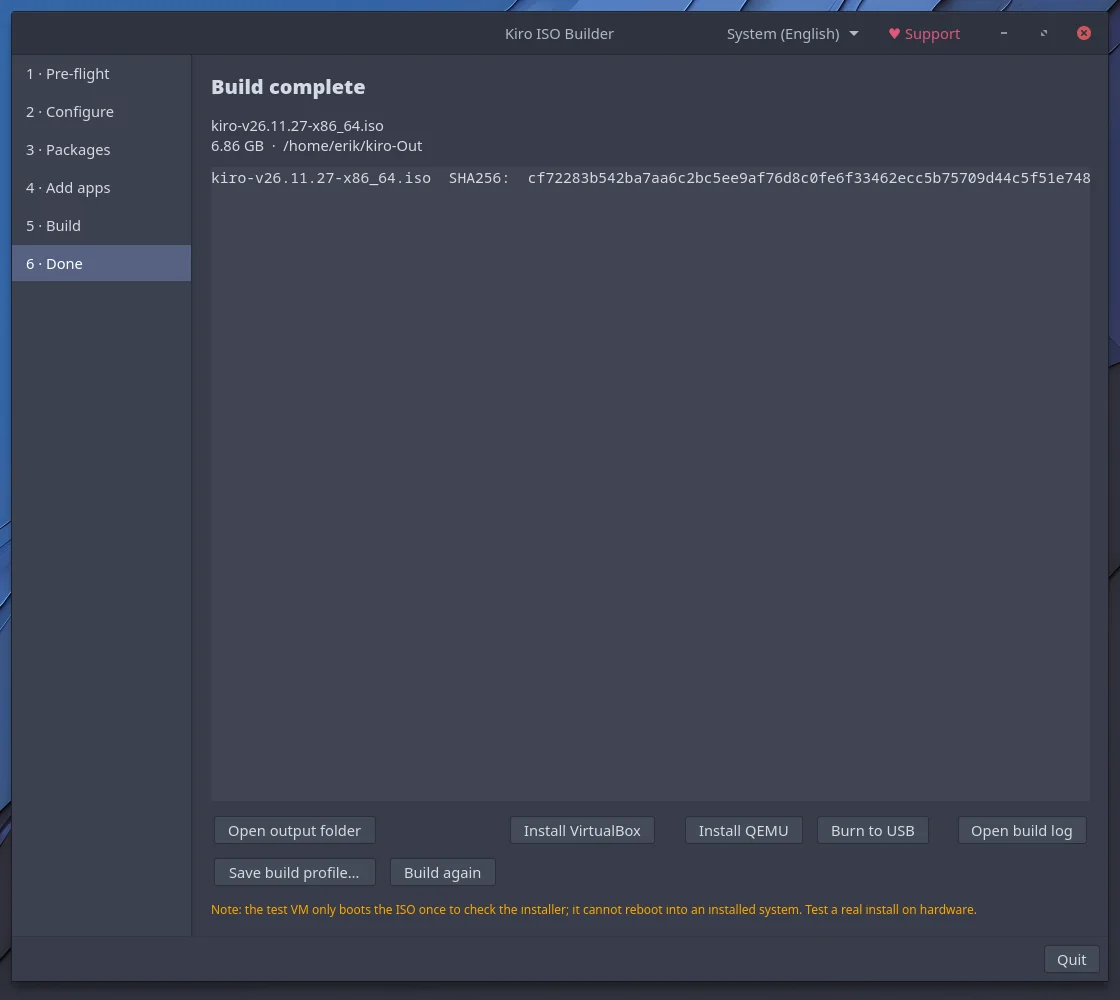 Kiro ISO Builder
System (English)
♥ Support
1 · Pre-flight
2 · Configure
3 · Packages
4 · Add apps
5 · Build
6 · Done
Build complete
kiro-v26.11.27-x86_64.iso
6.86 GB · /home/erik/kiro-Out
kiro-v26.11.27-x86_64.iso SHA256: cf72283b542ba7aa6c2bc5ee9af76d8c0fe6f33462ecc5b75709d44c5f51e748
Open output folder
Install VirtualBox
Install QEMU
Burn to USB
Open build log
Save build profile...
Build again
Note: the test VM only boots the ISO once to check the installer; it cannot reboot into an installed system. Test a real install on hardware.
Quit